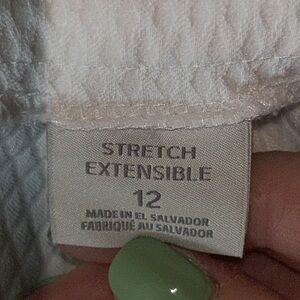 STRETCH
EXTENSIBLE
12
MADE IN EL SALVADOR
FABRIQUÉ AU SALVADOR